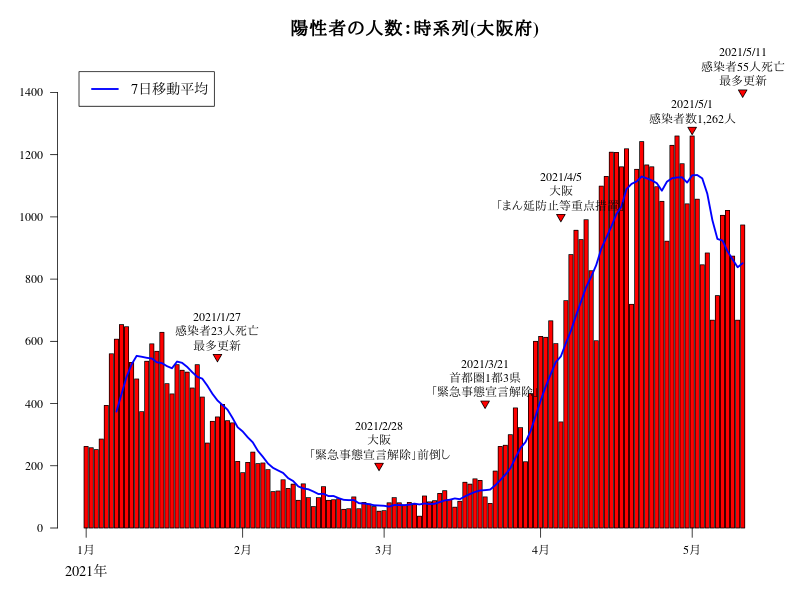 陽性者の人数:時系列(大阪府)
7日移動平均
2021/5/11
感染者55人死亡
最多更新
2021/5/1
感染者数1,262人
2021/4/5
大阪
「まん延防止等重点措置」
2021/1/27
感染者23人死亡
最多更新
2021/3/21
首都圏1都3県
「緊急事態宣言解除」
2021/2/28
大阪
「緊急事態宣言解除」前倒し
1400
1200
1000
800
600
400
200
0
1月
2月
3月
4月
5月
2021年